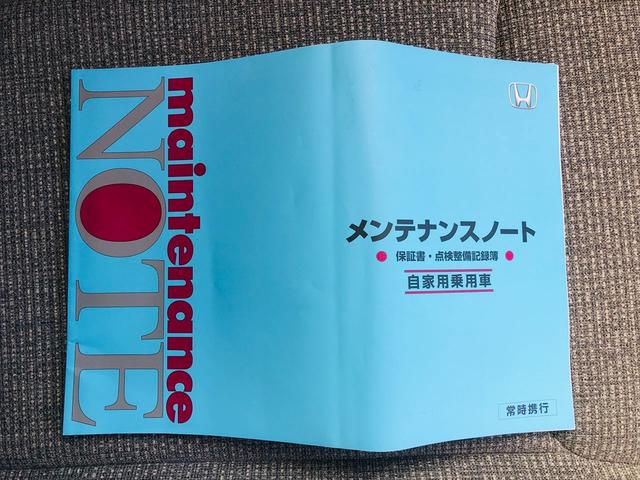 maintenance
NOTE
メンテナンスノート
保証書・点検整備記録簿
自家用乗用車
常時携行